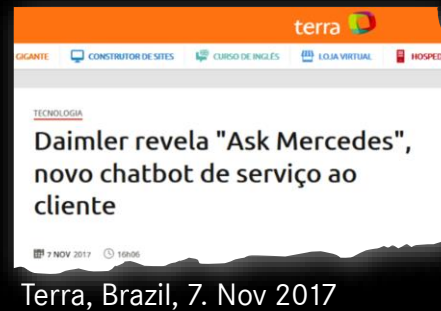 terra
GIGANTE CONSTRUTOR DE SITES CURSO DE INGLÊS LOJA VIRTUAL HOSPED
TECNOLOGIA
Daimler revela "Ask Mercedes",
novo chatbot de serviço ao
cliente
7 NOV 2017 16h06
Terra, Brazil, 7. Nov 2017